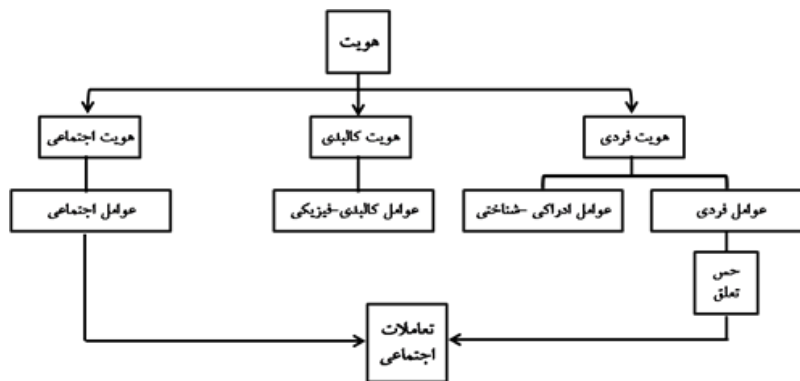 هویت
هویت فردی
هویت کالبدی
هویت اجتماعی
عوامل فردی
عوامل ادراکی -شناختی
عوامل کالبدی-فیزیکی
عوامل اجتماعی
حس
تعلق
تعاملات
اجتماعی